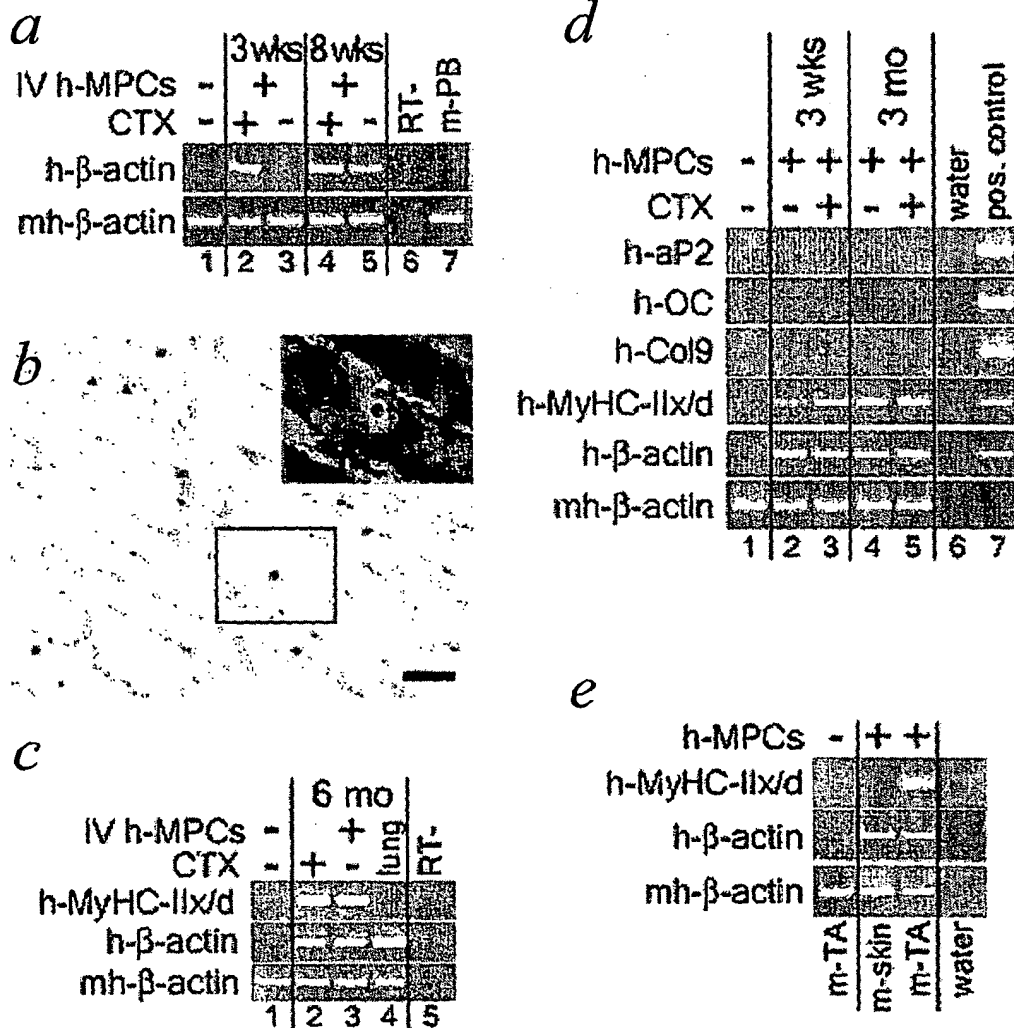 a
3 wks 8 wks
IV h-MPCs - + +
CTX - + - + - RT- m-PB
h-β-actin
mh-β-actin
1 2 3 4 5 6 7
b
c
6 mo
IV h-MPCs - +
CTX - + - lung RT-
h-MyHC-IIx/d
h-β-actin
mh-β-actin
1 2 3 4 5
d
3 wks 3 mo
h-MPCs - + + + + water pos. control
CTX - - + - +
h-aP2
h-OC
h-Col9
h-MyHC-IIx/d
h-β-actin
mh-β-actin
1 2 3 4 5 6 7
e
h-MPCs - + +
h-MyHC-IIx/d
h-β-actin
mh-β-actin
m-TA m-skin m-TA water